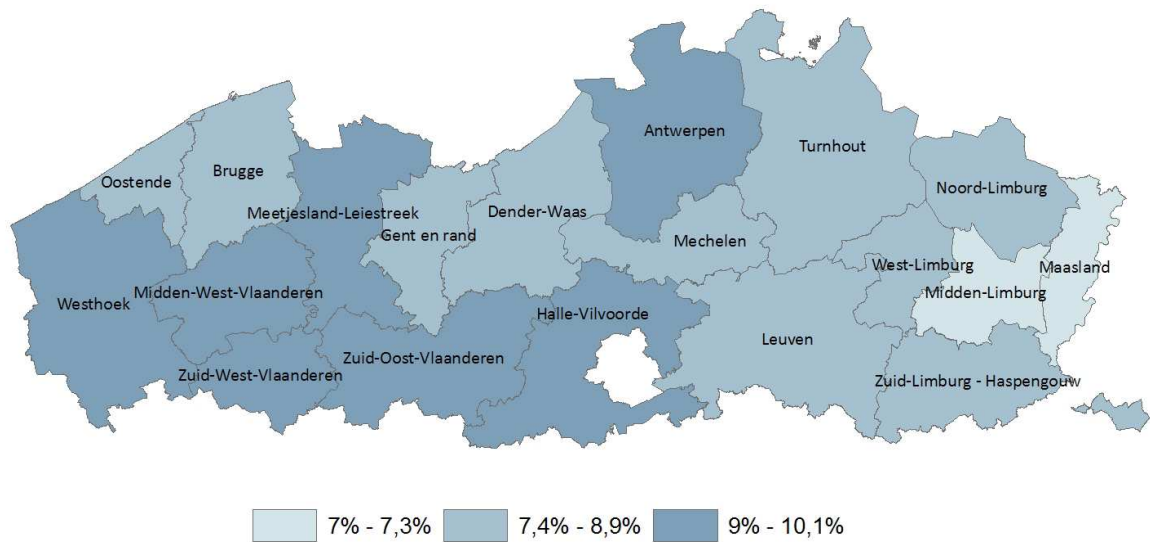 Antwerpen
Turnhout
Brugge
Oostende
Noord-Limburg
Meetjesland-Leiestreek
Dender-Waas
Gent en rand
Mechelen
West-Limburg
Maasland
Midden-West-Vlaanderen
Midden-Limburg
Westhoek
Halle-Vilvoorde
Leuven
Zuid-Oost-Vlaanderen
Zuid-West-Vlaanderen
Zuid-Limburg - Haspengouw
7% - 7,3% 7,4% - 8,9% 9% - 10,1%